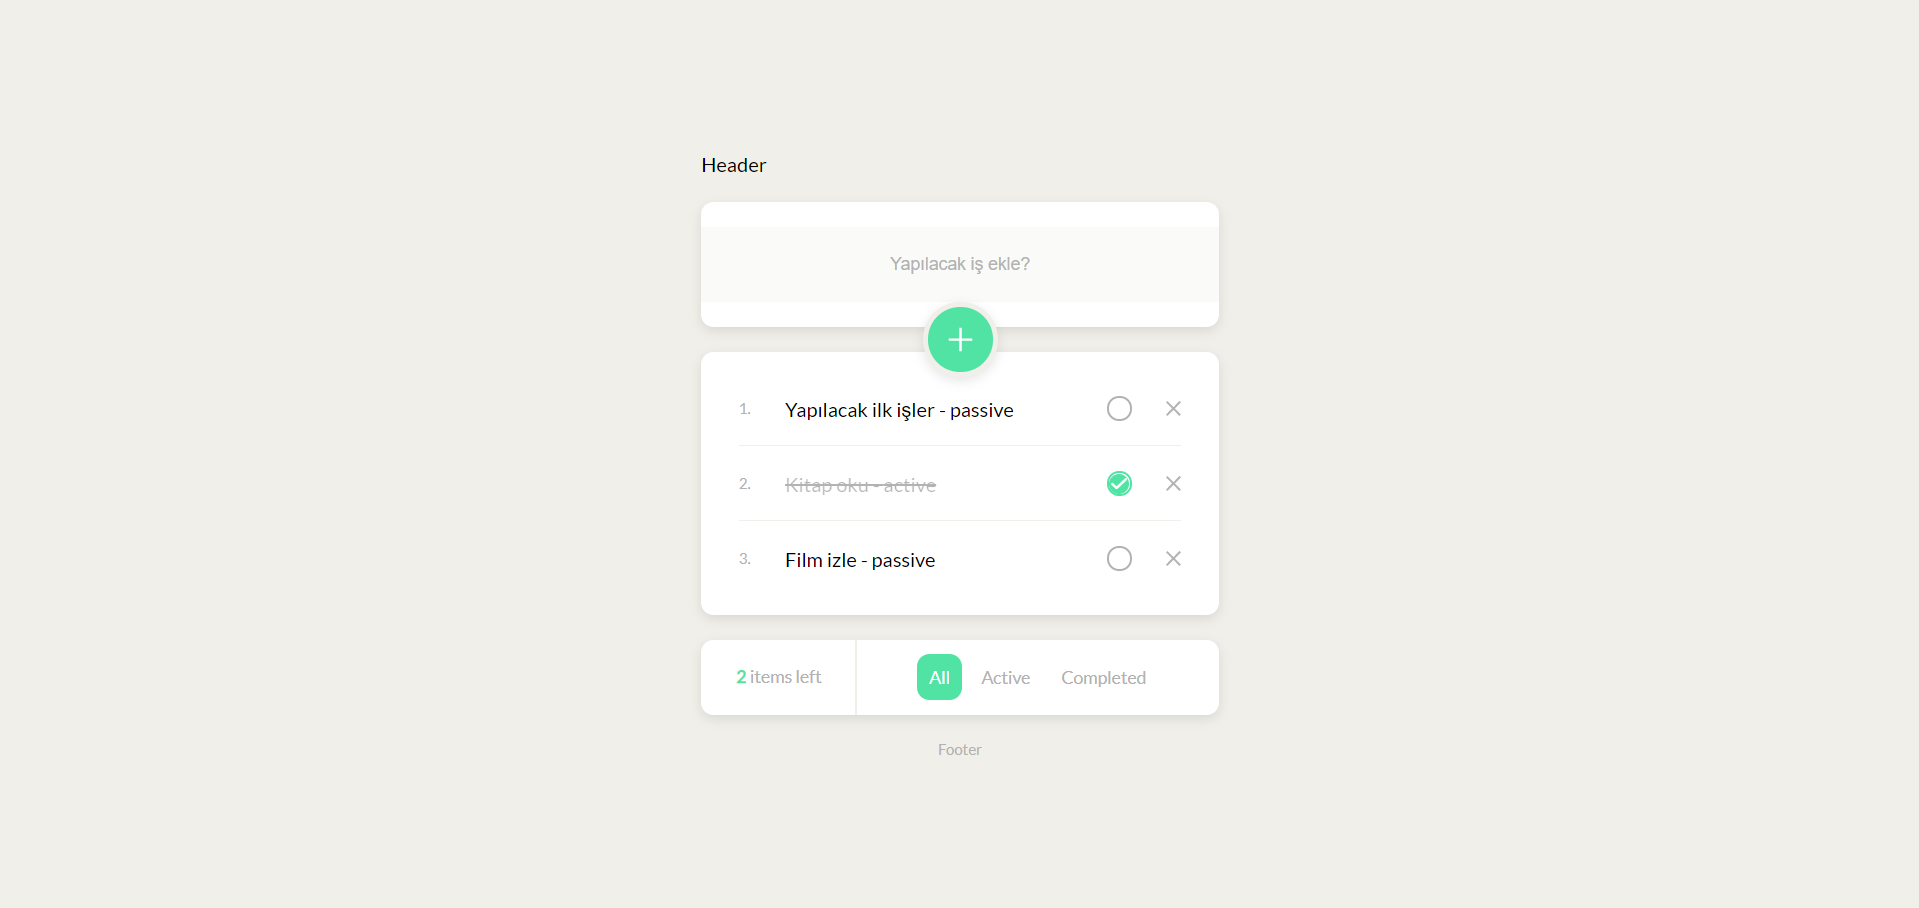 Header
Yapılacak iş ekle?
1. Yapılacak ilk işler - passive
2. Kitap oku - active
3. Film izle - passive
2 items left All Active Completed
Footer